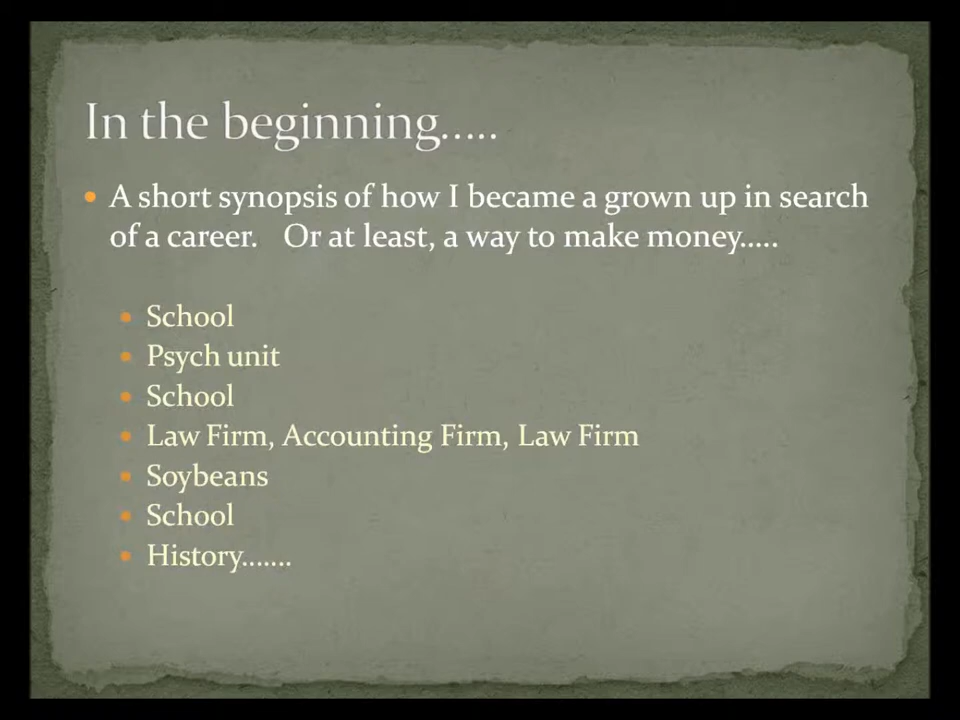 In the beginning.....
A short synopsis of how I became a grown up in search
of a career. Or at least, a way to make money.....
School
Psych unit
School
Law Firm, Accounting Firm, Law Firm
Soybeans
School
History.......